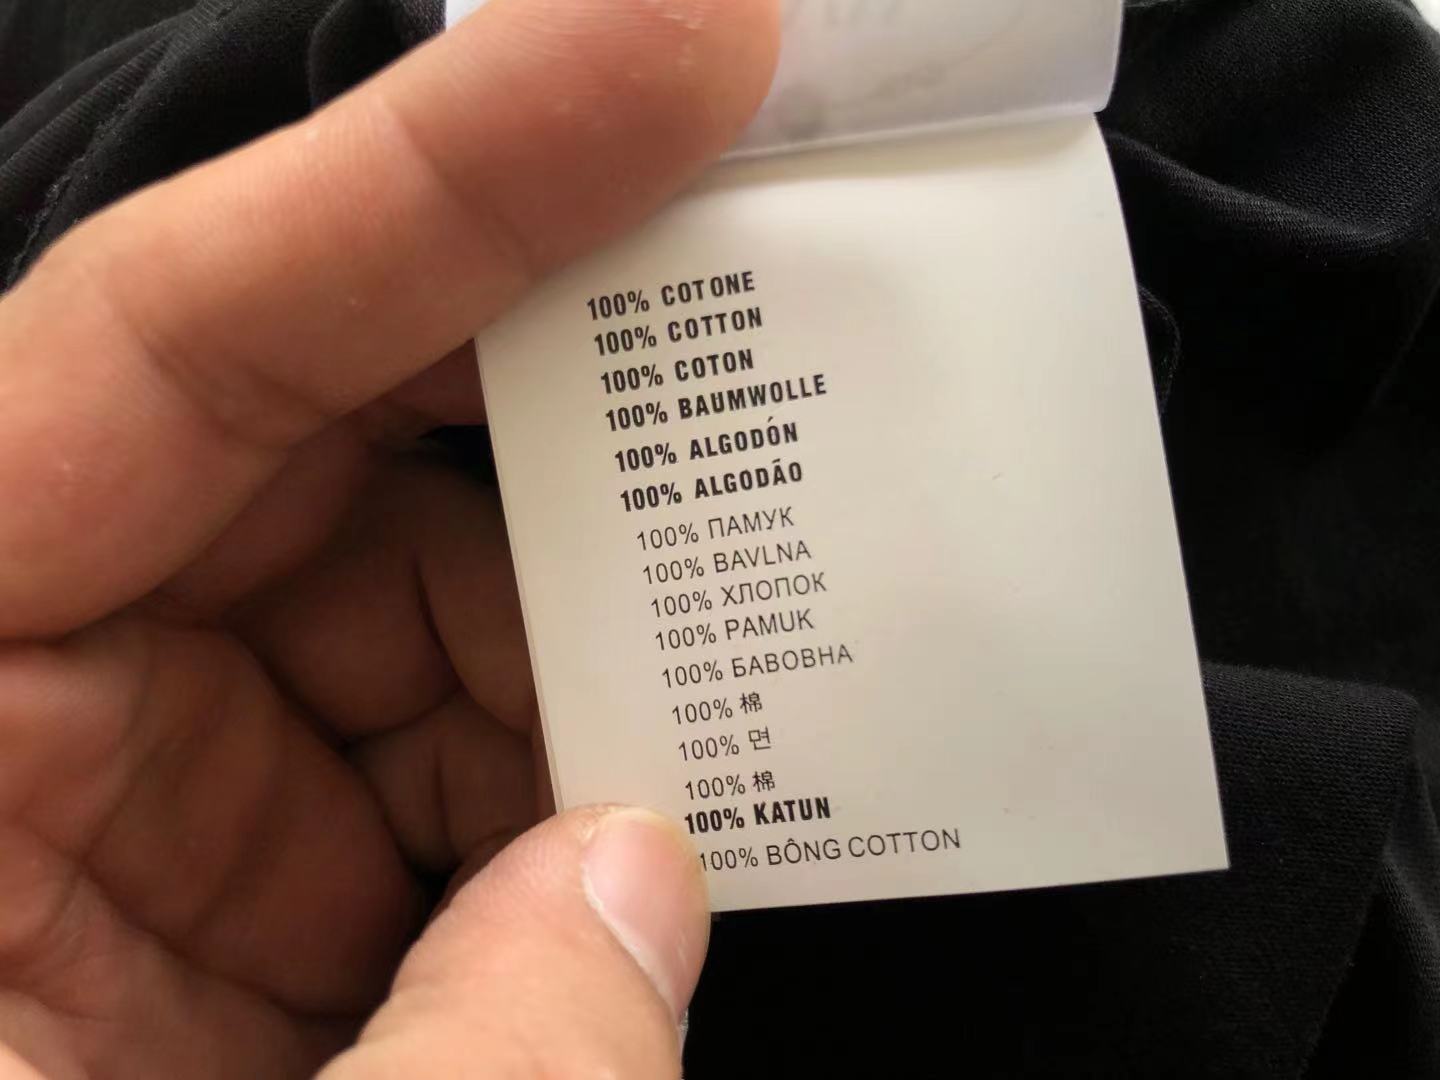 100% COTONE
100% COTTON
100% COTON
100% BAUMWOLLE
100% ALGODÓN
100% ALGODÃO
100% ПАМУК
100% BAVLNA
100% ХЛОПОК
100% PAMUK
100% БАВОВНА
100% 棉
100% 면
100% 棉
100% KATUN
100% BÔNG COTTON